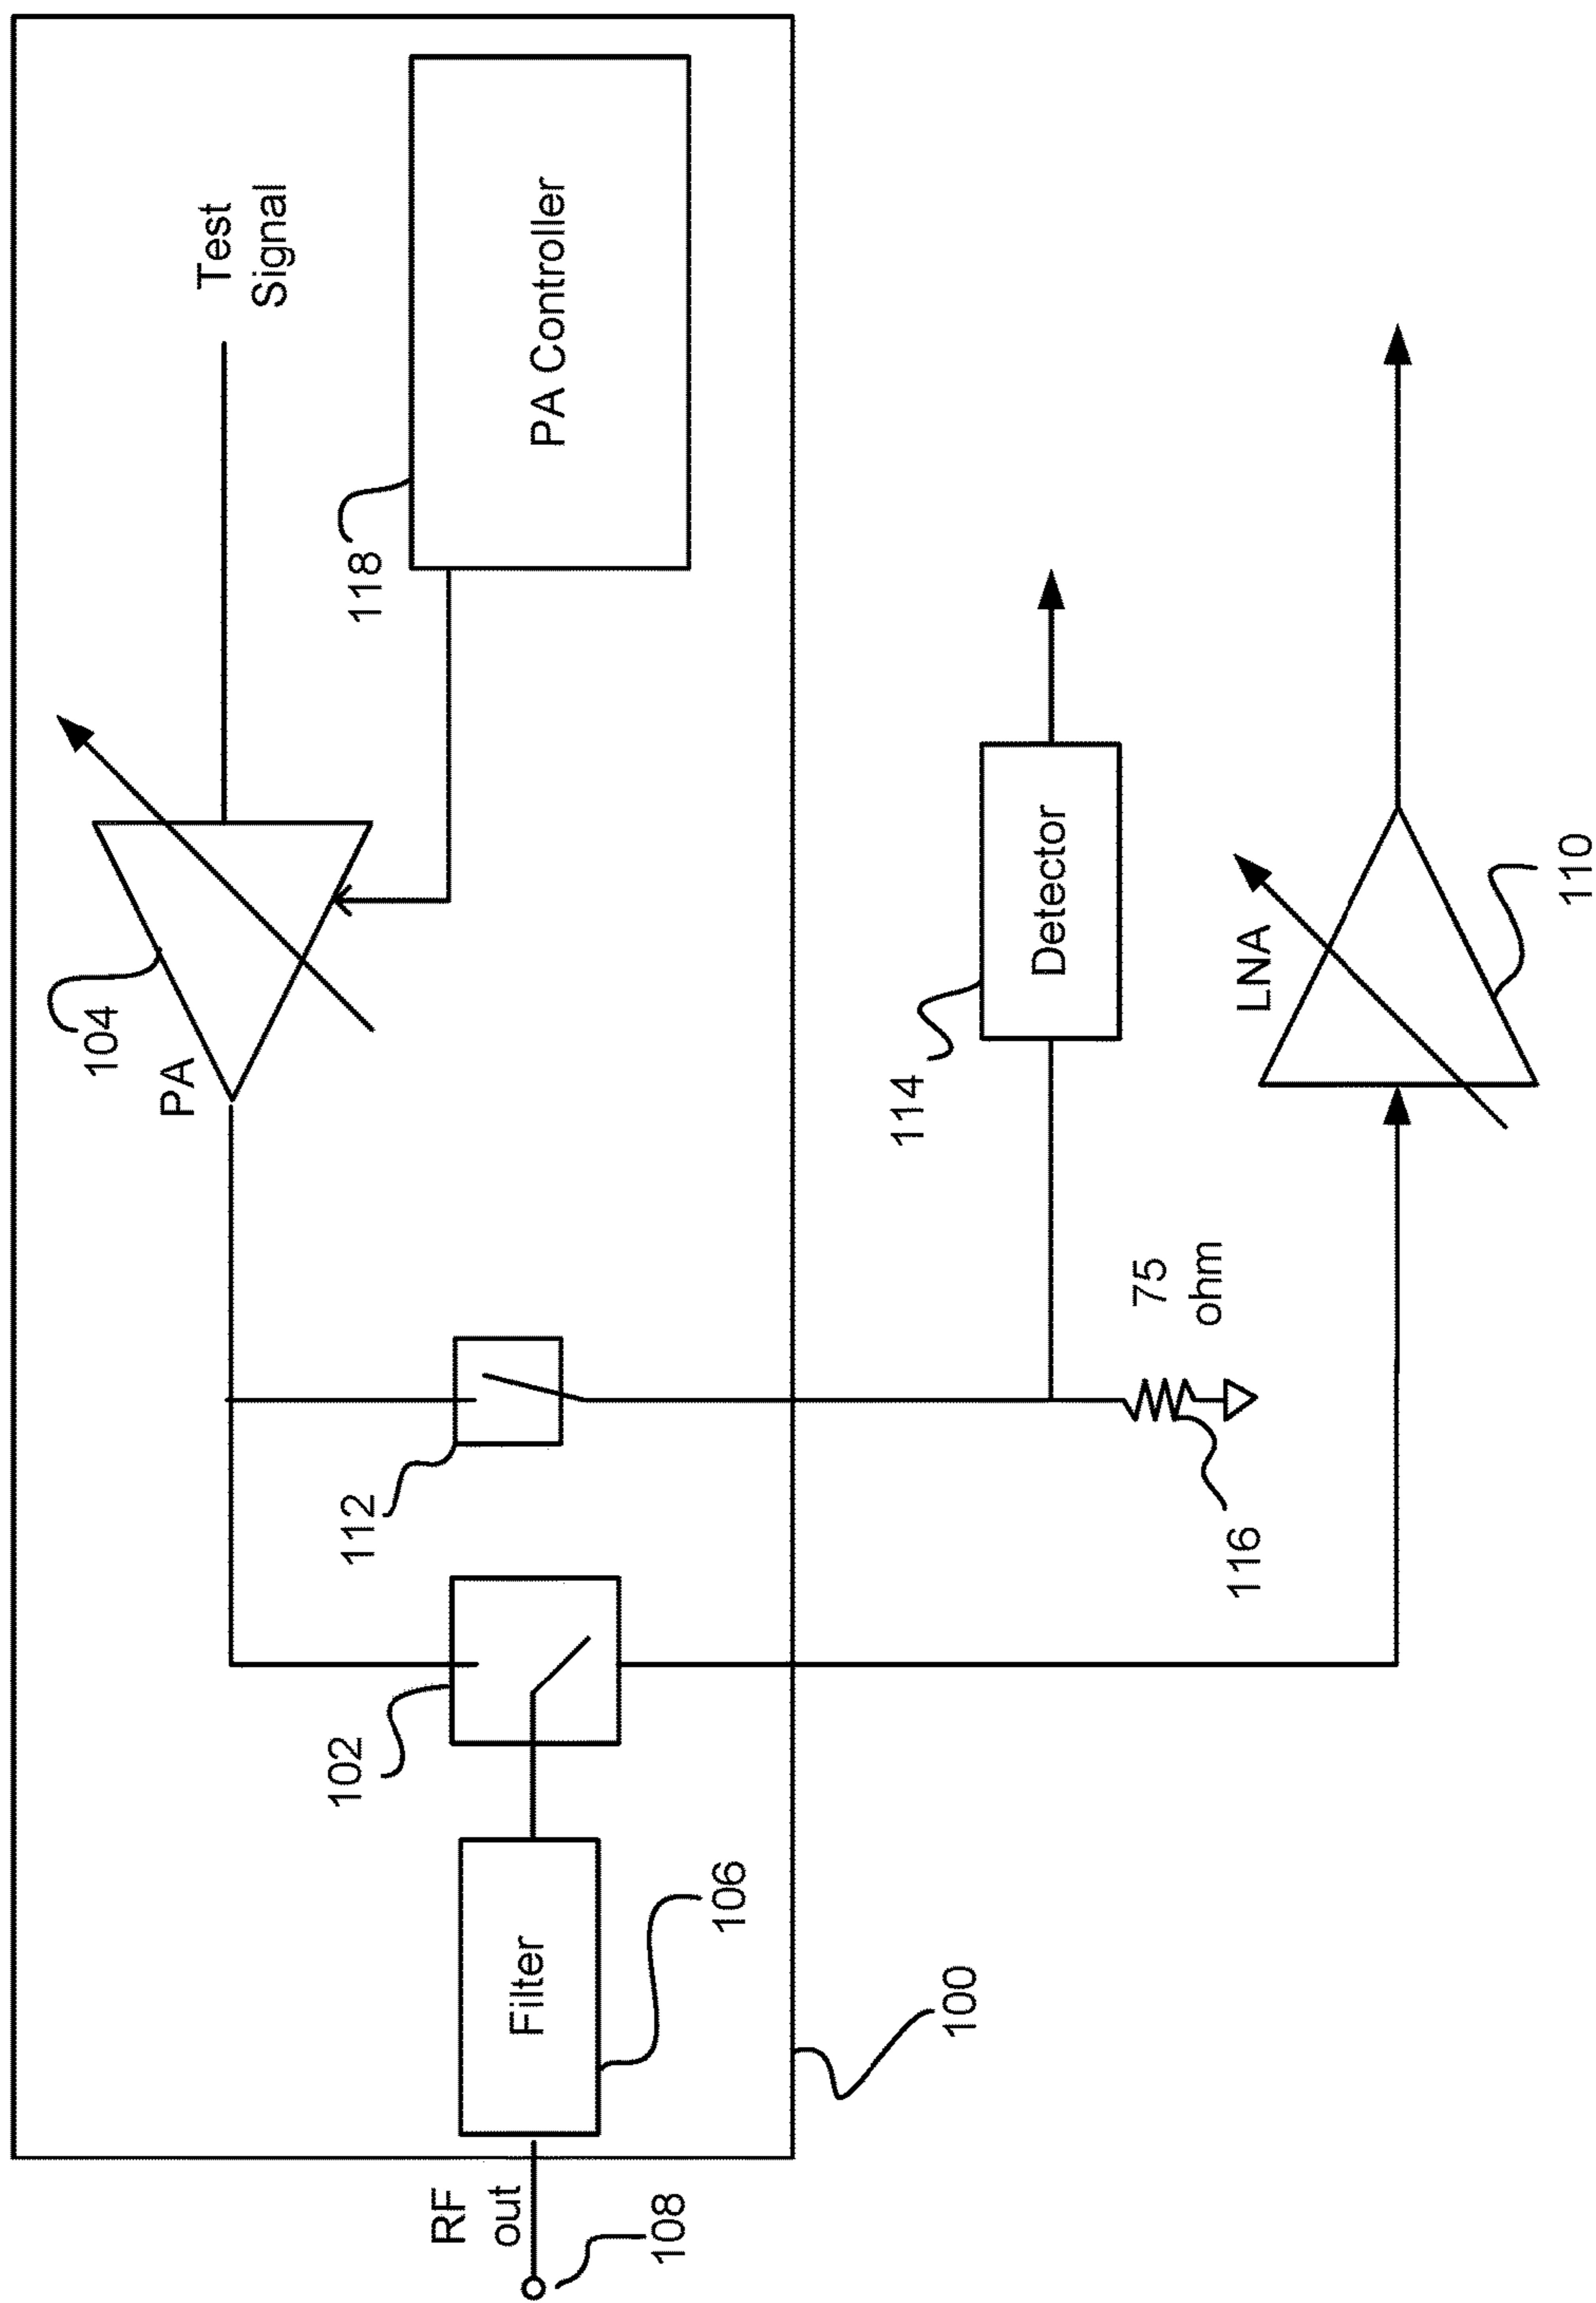 Test
Signal
PA Controller
118
104
PA
Detector
114
LNA
110
75
ohm
116
112
102
Filter
106
100
RF
out
108